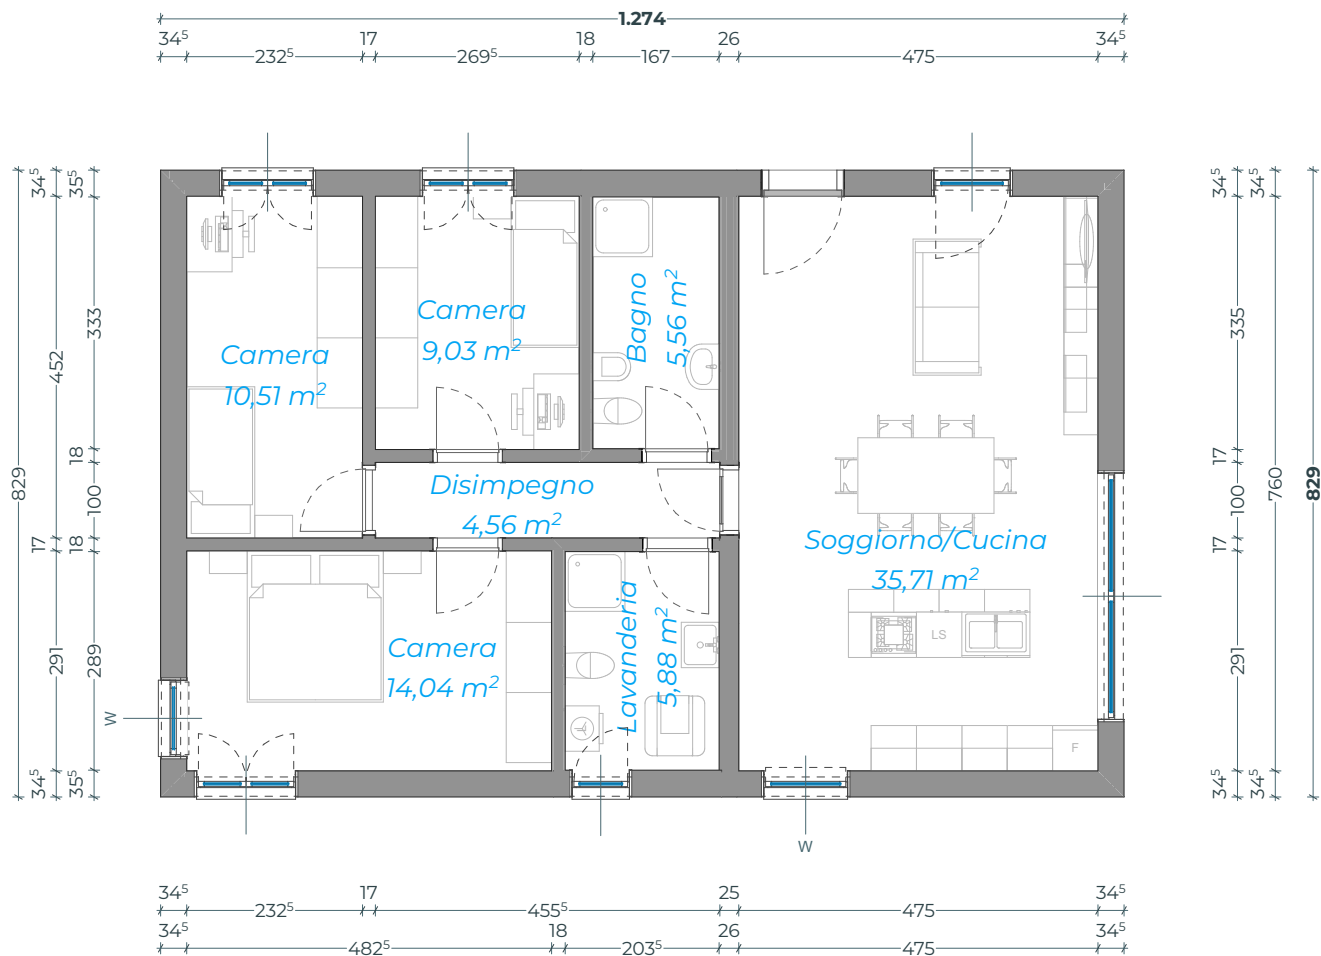 1.274
34⁵ 17 18 26 34⁵
232⁵ 269⁵ 167 475
34⁵ 35⁵ 34⁵ 34⁵
333 335
452
18 17
829 100 100 760 829
17 18 17
291 289 291
34⁵ 35⁵ 34⁵ 34⁵
Camera
10,51 m²
Camera
9,03 m²
Bagno
5,56 m²
Disimpegno
4,56 m²
Soggiorno/Cucina
35,71 m²
LS
Camera
14,04 m²
Lavanderia
5,88 m²
F
W
W
34⁵ 17 25 34⁵
232⁵ 455⁵ 475
34⁵ 18 26 34⁵
482⁵ 203⁵ 475